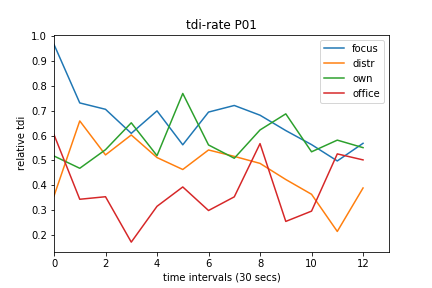 tdi-rate P01
1.0
0.9
0.8
0.7
0.6
0.5
0.4
0.3
0.2
relative tdi
focus
distr
own
office
0 2 4 6 8 10 12
time intervals (30 secs)